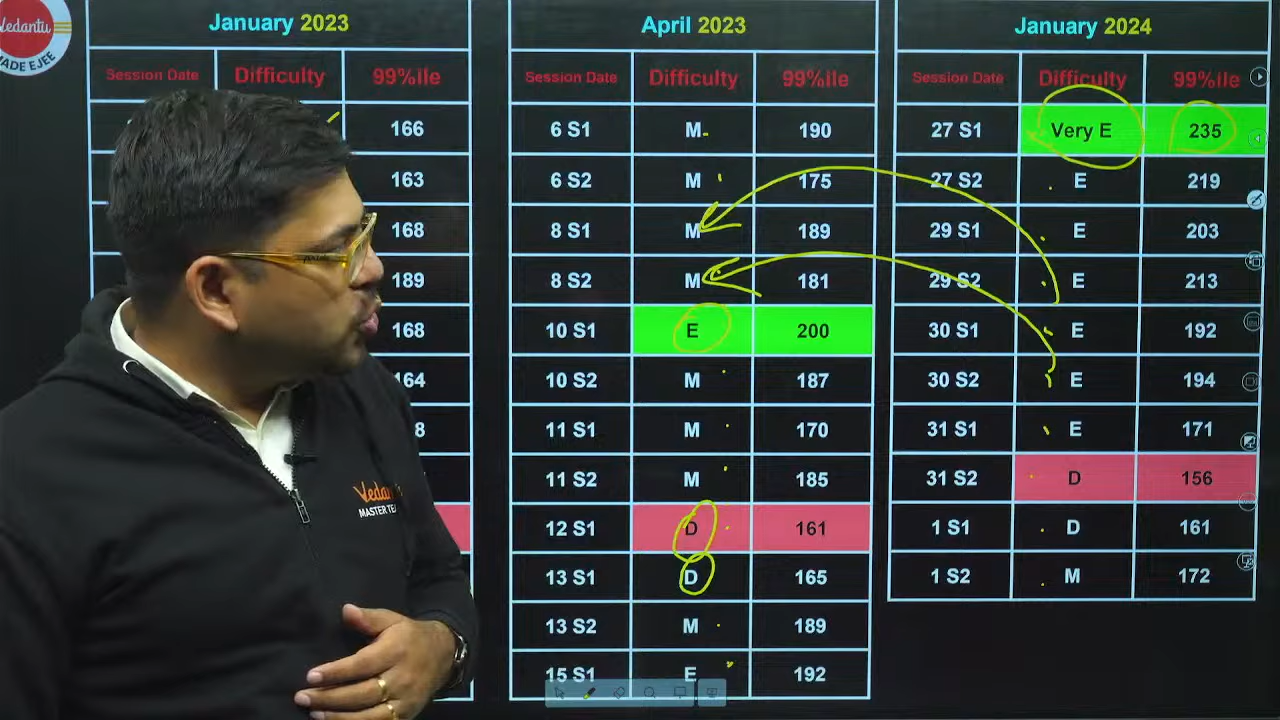 Vedantu
MADE EJEE
January 2023
Session Date Difficulty 99%ile
166
163
168
189
168
164
8
Vedan
MASTER TEA
April 2023
Session Date Difficulty 99%ile
6 S1 M 190
6 S2 M 175
8 S1 M 189
8 S2 M 181
10 S1 E 200
10 S2 M 187
11 S1 M 170
11 S2 M 185
12 S1 D 161
13 S1 D 165
13 S2 M 189
15 S1 E 192
January 2024
Session Date Difficulty 99%ile
27 S1 Very E 235
27 S2 E 219
29 S1 E 203
29 S2 E 213
30 S1 E 192
30 S2 E 194
31 S1 E 171
31 S2 D 156
1 S1 D 161
1 S2 M 172